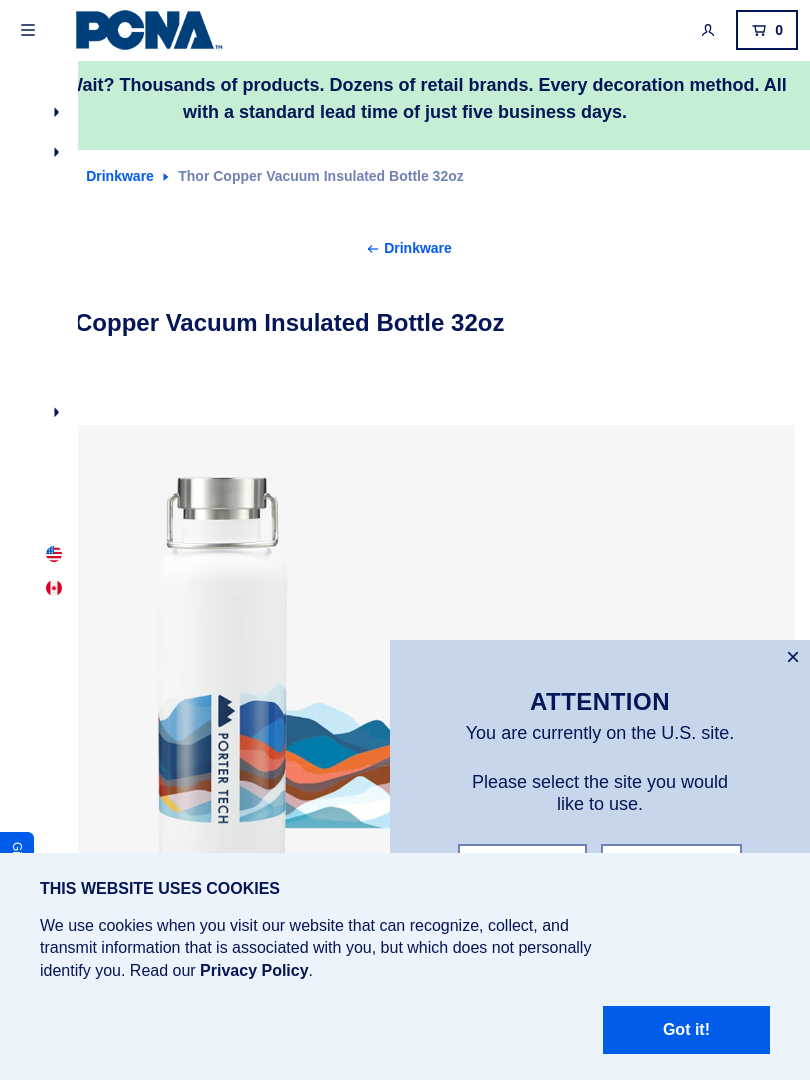 PCNA™
0
Wait? Thousands of products. Dozens of retail brands. Every decoration method. All
with a standard lead time of just five business days.
Drinkware
Thor Copper Vacuum Insulated Bottle 32oz
Drinkware
Copper Vacuum Insulated Bottle 32oz
PORTER TECH
ATTENTION
You are currently on the U.S. site.
Please select the site you would
like to use.
THIS WEBSITE USES COOKIES
We use cookies when you visit our website that can recognize, collect, and
transmit information that is associated with you, but which does not personally
identify you. Read our Privacy Policy.
Got it!